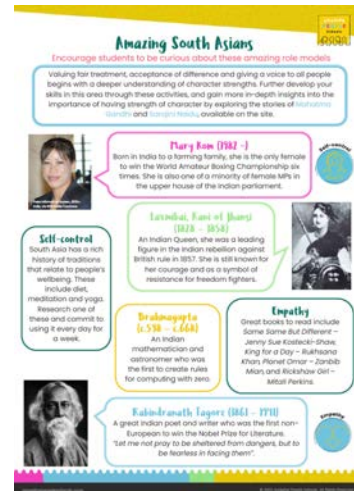 Amazing South Asians
Encourage students to be curious about these amazing role models
Valuing fair treatment, acceptance of difference and giving a voice to all people
begins with a deeper understanding of character strengths. Further develop your
skills in this area through these activities, and gain more in-depth insights into the
importance of having strength of character by exploring the stories of Mahatma
Gandhi and Sarojini Naidu, available on the site.
Mary Kom (1982 -)
Born in India to a farming family, she is the only female
to win the World Amateur Boxing Championship six
times. She is also one of a minority of female MPs in
the upper house of the Indian parliament.
Self-control
Laxmibai, Rani of Jhansi
(1828 - 1858)
An Indian Queen, she was a leading
figure in the Indian rebellion against
British rule in 1857. She is still known for
her courage and as a symbol of
resistance for freedom fighters.
Self-control
South Asia has a rich
history of traditions
that relate to people's
wellbeing. These
include diet,
meditation and yoga.
Research one of
these and commit to
using it every day for
a week.
Brahmagupta
(c.598 - c.668)
An Indian
mathematician and
astronomer who was
the first to create rules
for computing with zero.
Empathy
Great books to read include
Same Same But Different –
Jenny Sue Kostecki-Shaw,
King for a Day – Rukhsana
Khan, Planet Omar – Zanib
Mian, and Rickshaw Girl –
Mitali Perkins.
Rabindranath Tagore (1861 - 1941)
A great Indian poet and writer who was the first non-
European to win the Nobel Prize for Literature.
"Let me not pray to be sheltered from dangers, but to
be fearless in facing them".
Empathy